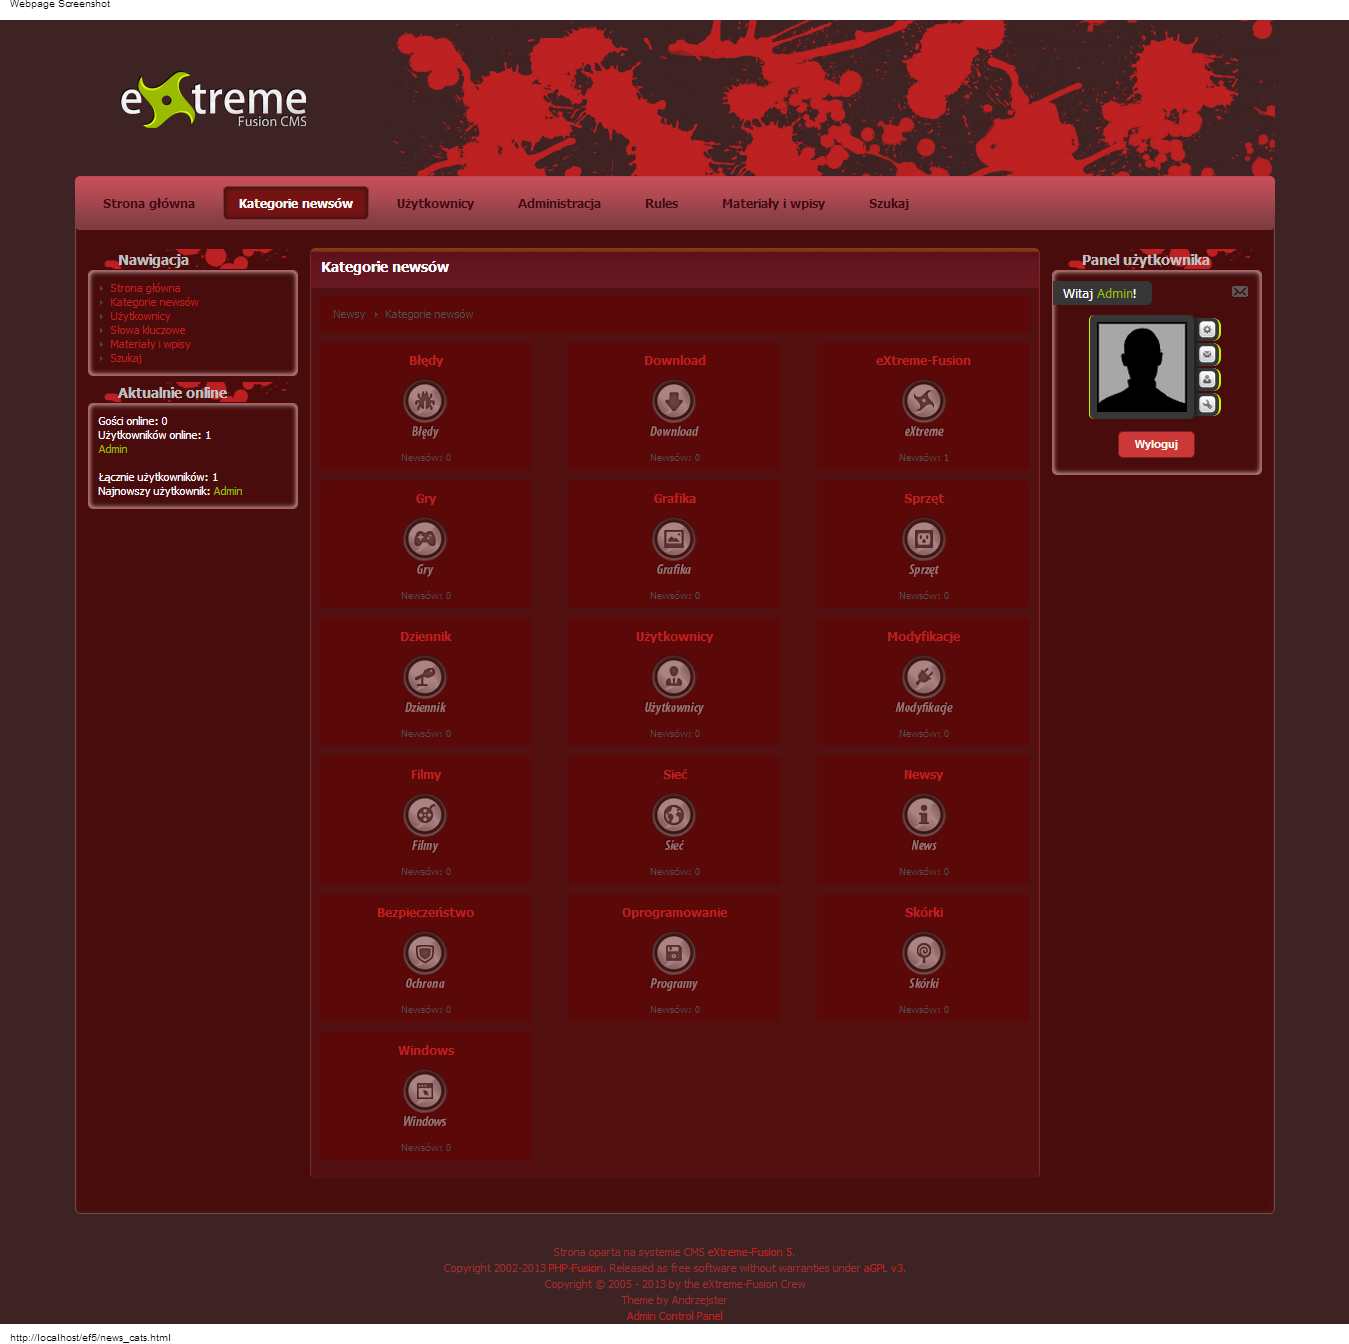 Webpage Screenshot
eXtreme
Fusion CMS
Strona główna
Kategorie newsów
Użytkownicy
Administracja
Rules
Materiały i wpisy
Szukaj
Nawigacja
Strona główna
Kategorie newsów
Użytkownicy
Słowa kluczowe
Materiały i wpisy
Szukaj
Aktualnie online
Gości online: 0
Użytkowników online: 1
Admin
Łącznie użytkowników: 1
Najnowszy użytkownik: Admin
Kategorie newsów
Newsy Kategorie newsów
Błędy
Błędy
Newsów: 0
Download
Download
Newsów: 0
eXtreme-Fusion
eXtreme
Newsów: 1
Gry
Gry
Newsów: 0
Grafika
Grafika
Newsów: 0
Sprzęt
Sprzęt
Newsów: 0
Dziennik
Dziennik
Newsów: 0
Użytkownicy
Użytkownicy
Newsów: 0
Modyfikacje
Modyfikacje
Newsów: 0
Filmy
Filmy
Newsów: 0
Sieć
Sieć
Newsów: 0
Newsy
News
Newsów: 0
Bezpieczeństwo
Ochrona
Newsów: 0
Oprogramowanie
Programy
Newsów: 0
Skórki
Skórki
Newsów: 0
Windows
Windows
Newsów: 0
Panel użytkownika
Witaj Admin!
Wyloguj
Strona oparta na systemie CMS eXtreme-Fusion 5.
Copyright 2002-2013 PHP-Fusion. Released as free software without warranties under aGPL v3.
Copyright © 2005 - 2013 by the eXtreme-Fusion Crew
Theme by Andrzejster
Admin Control Panel
http://localhost/ef5/news_cats.html